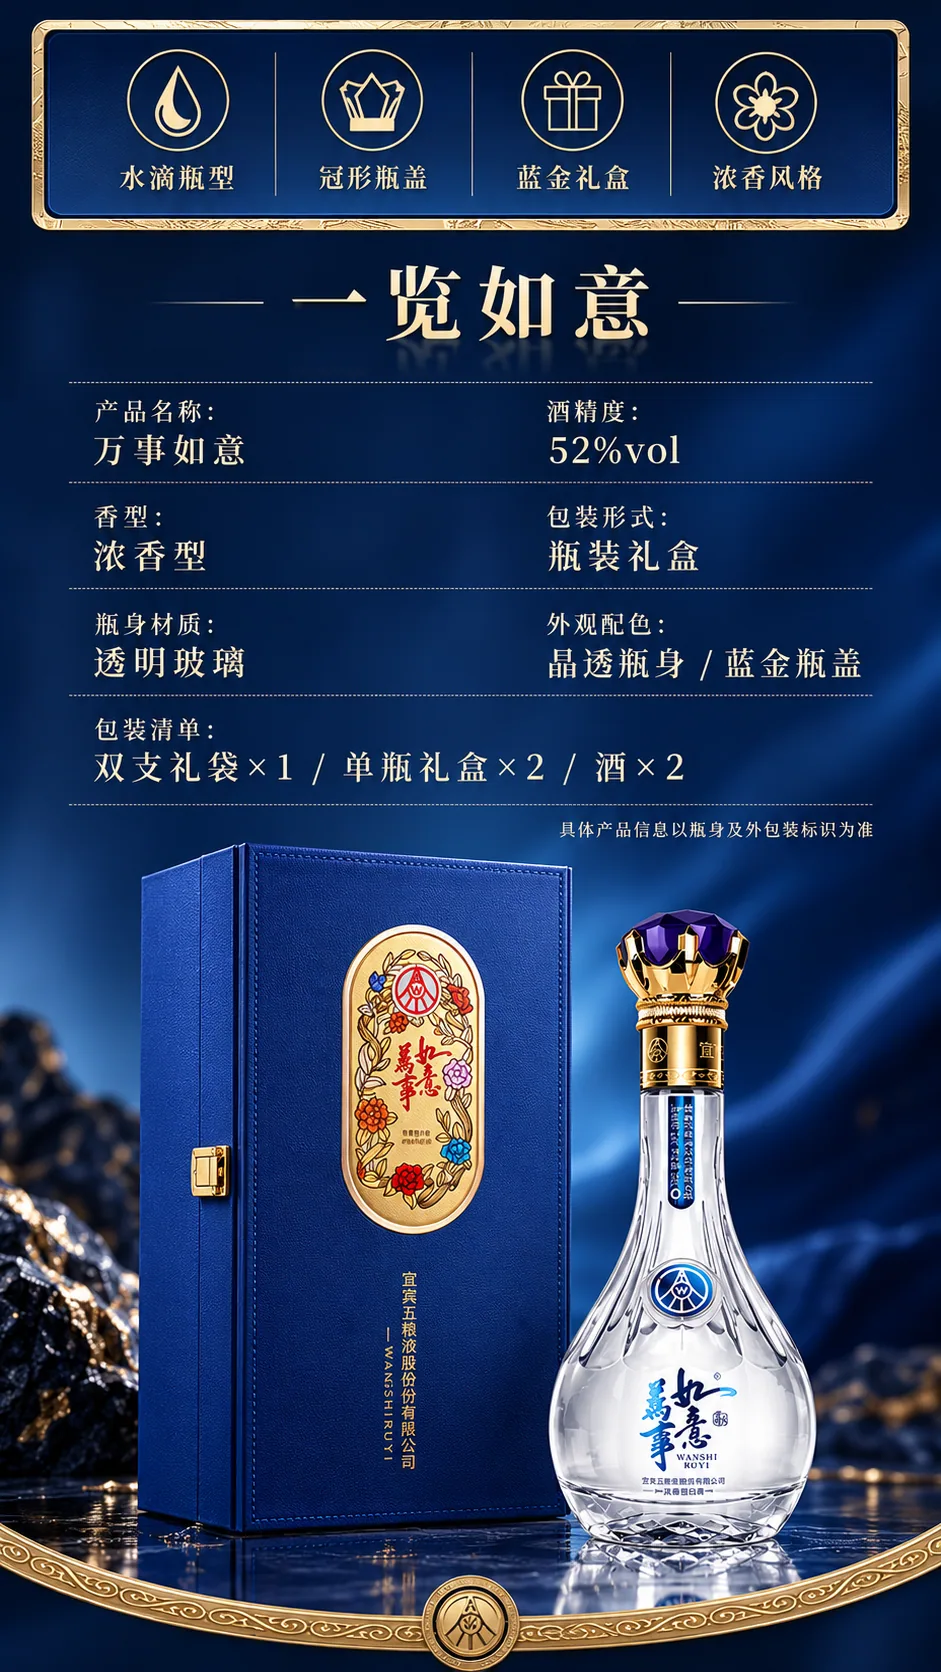 水滴瓶型
冠形瓶盖
蓝金礼盒
浓香风格
一览如意
产品名称：
万事如意
酒精度：
52%vol
香型：
浓香型
包装形式：
瓶装礼盒
瓶身材质：
透明玻璃
外观配色：
晶透瓶身 / 蓝金瓶盖
包装清单：
双支礼袋×1 / 单瓶礼盒×2 / 酒×2
具体产品信息以瓶身及外包装标识为准
如意
萬事
宜宾五粮液股份份有限公司
WANSHIRUYI
宜
如意
萬事
WANSHI
RUYI